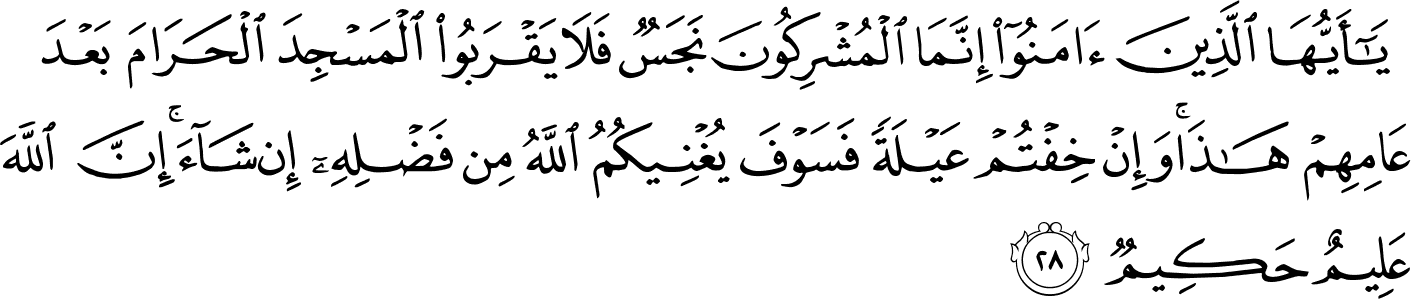 يَـٰٓأَيُّهَا ٱلَّذِينَ ءَامَنُوٓا۟ إِنَّمَا ٱلْمُشْرِكُونَ نَجَسٌ فَلَا يَقْرَبُوا۟ ٱلْمَسْجِدَ ٱلْحَرَامَ بَعْدَ
عَامِهِمْ هَـٰذَا ۚ وَإِنْ خِفْتُمْ عَيْلَةً فَسَوْفَ يُغْنِيكُمُ ٱللَّهُ مِن فَضْلِهِۦٓ إِن شَآءَ ۚ إِنَّ ٱللَّهَ
عَلِيمٌ حَكِيمٌ ٢٨